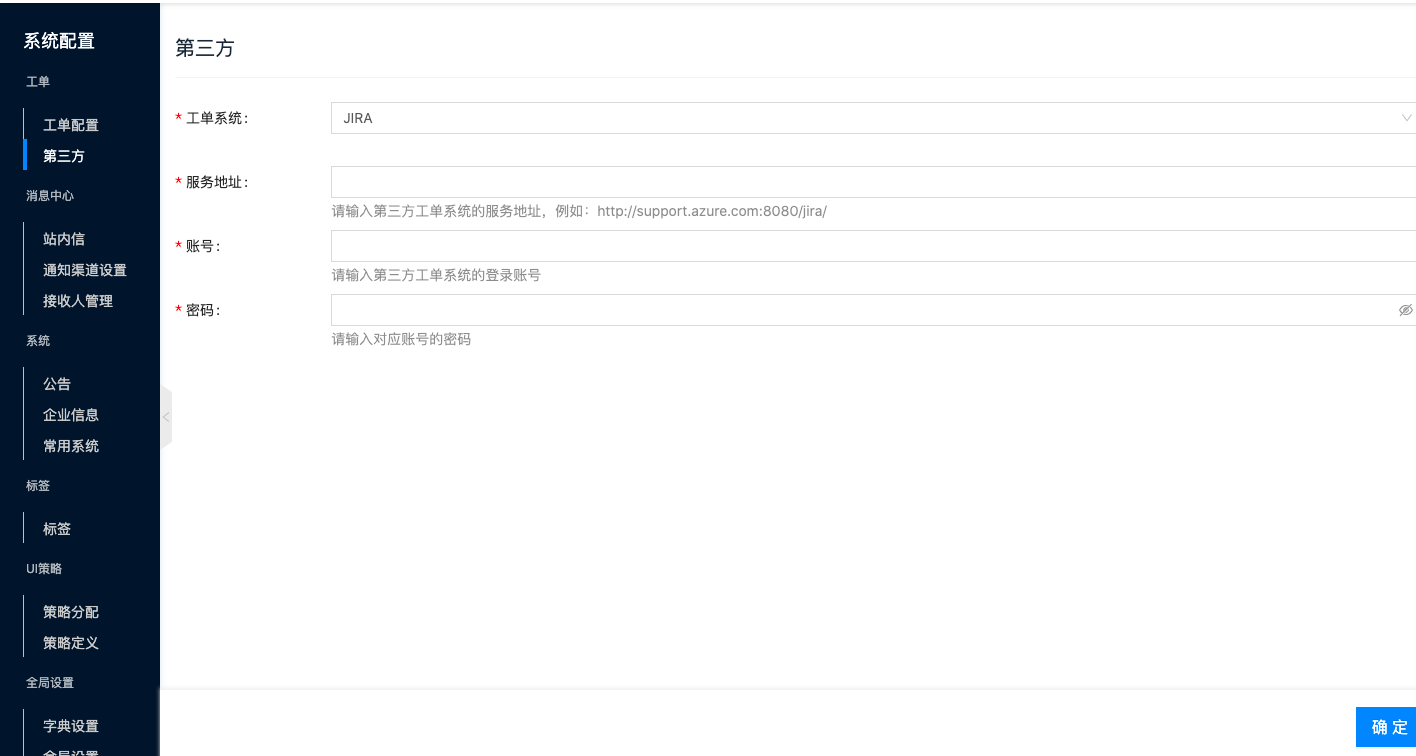 系统配置
工单
工单配置
第三方
消息中心
站内信
通知渠道设置
接收人管理
系统
公告
企业信息
常用系统
标签
标签
UI策略
策略分配
策略定义
全局设置
字典设置
全局设置
第三方
* 工单系统：
JIRA
* 服务地址：
请输入第三方工单系统的服务地址，例如：http://support.azure.com:8080/jira/
* 账号：
请输入第三方工单系统的登录账号
* 密码：
请输入对应账号的密码
确 定